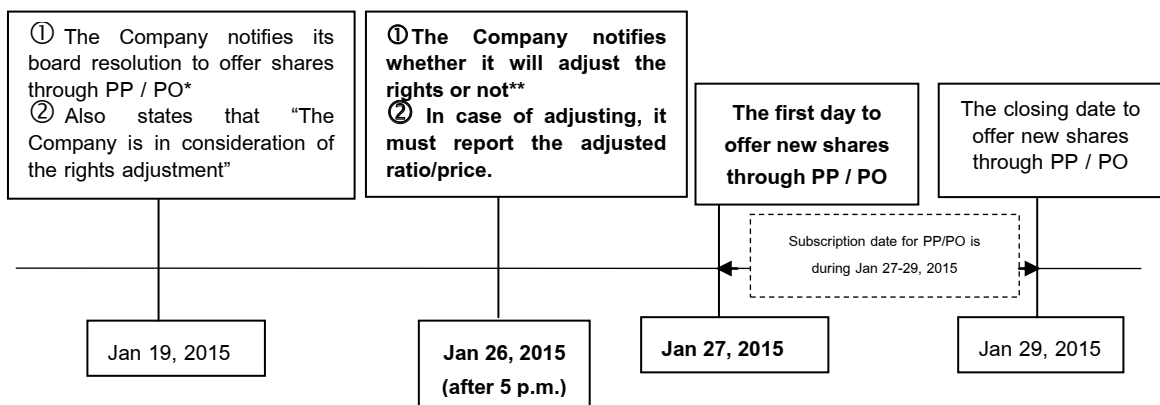 ① The Company notifies its
board resolution to offer shares
through PP / PO*
② Also states that “The
Company is in consideration of
the rights adjustment”
① The Company notifies
whether it will adjust the
rights or not**
② In case of adjusting, it
must report the adjusted
ratio/price.
The first day to
offer new shares
through PP / PO
The closing date to
offer new shares
through PP / PO
Subscription date for PP/PO is
during Jan 27-29, 2015
Jan 19, 2015
Jan 26, 2015
(after 5 p.m.)
Jan 27, 2015
Jan 29, 2015